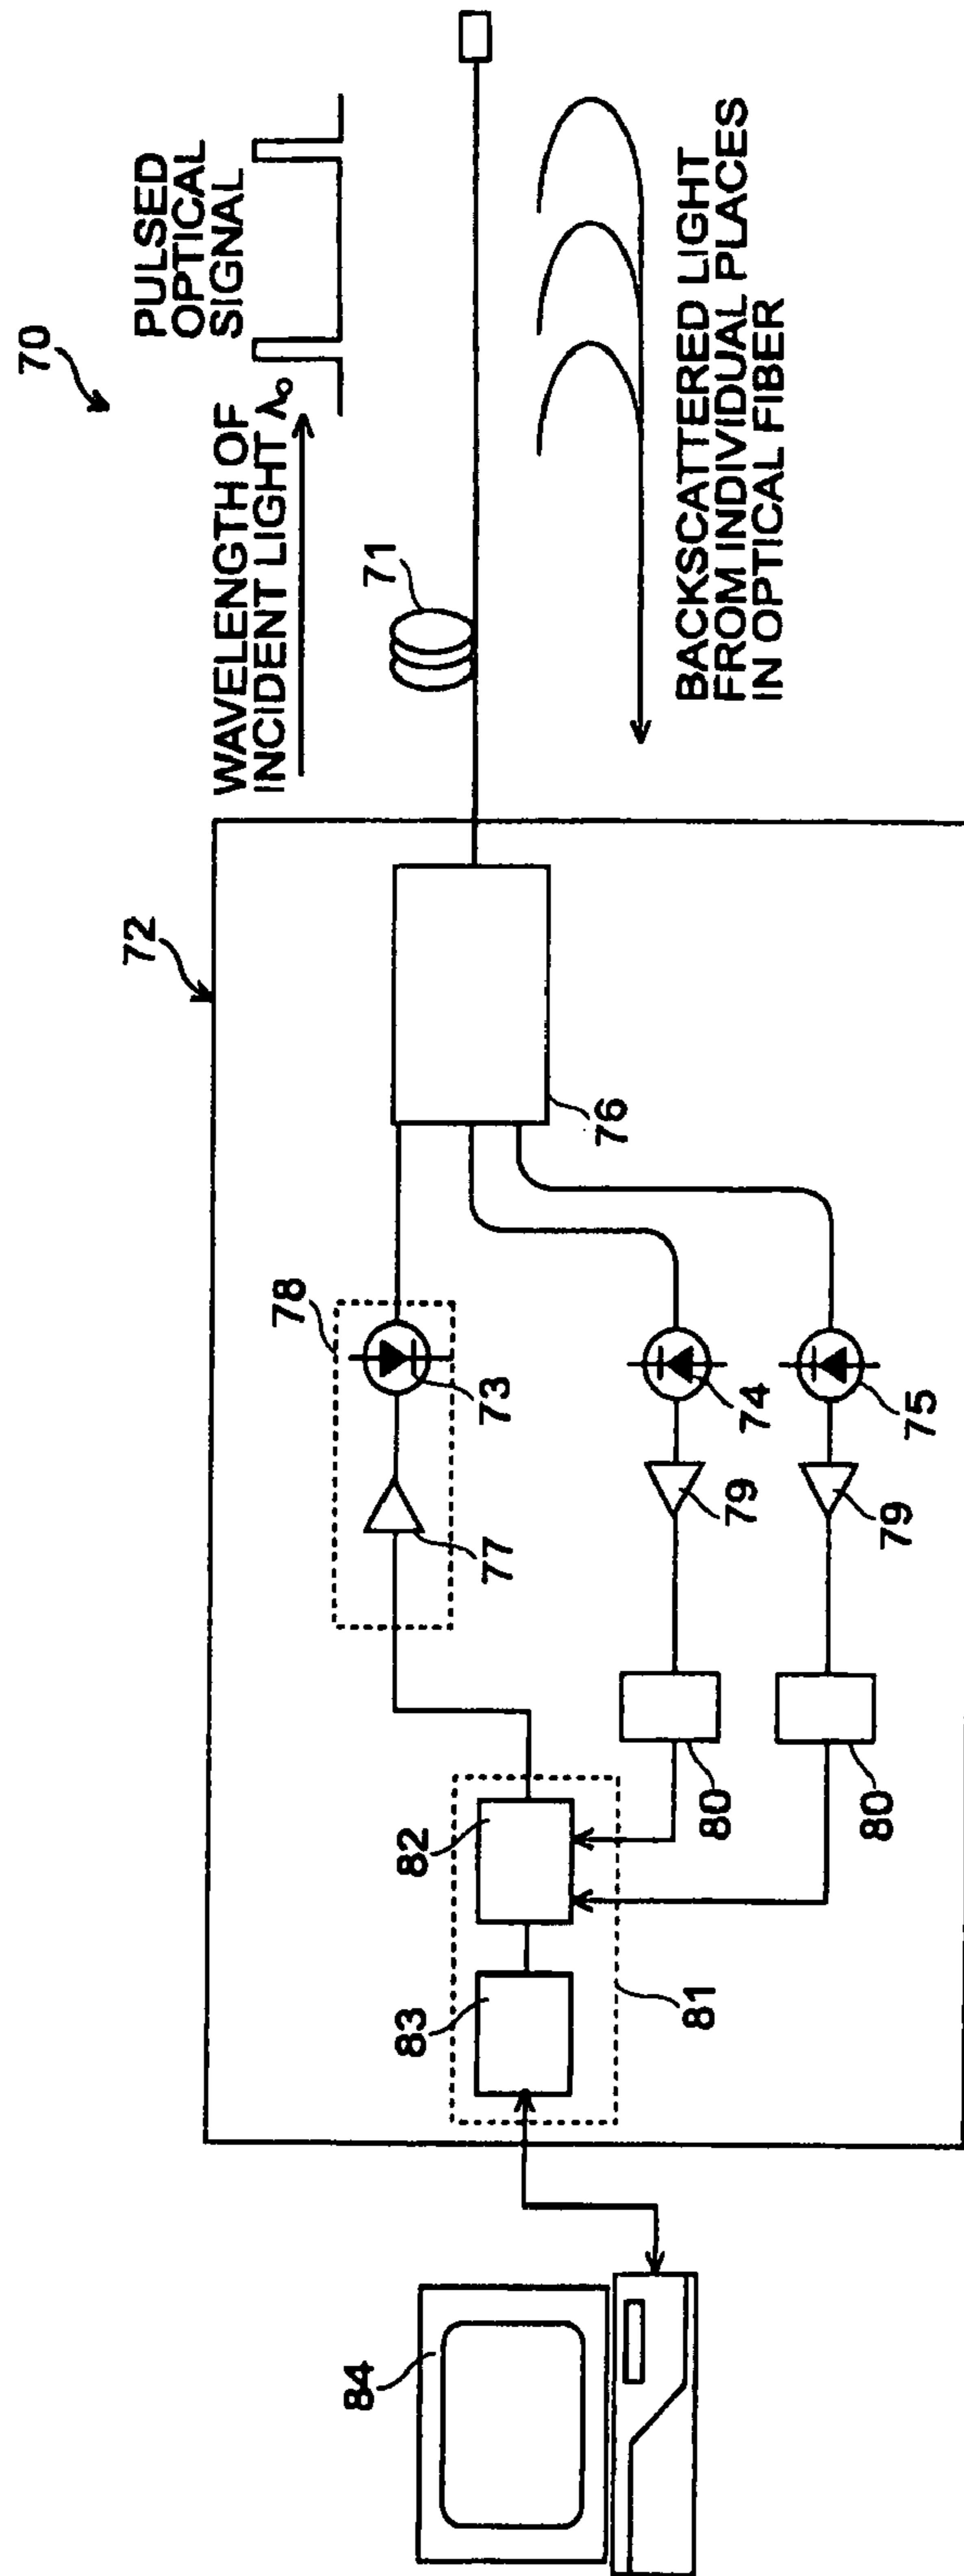 70
WAVELENGTH OF
INCIDENT LIGHT λ₀
PULSED
OPTICAL
SIGNAL
71
BACKSCATTERED LIGHT
FROM INDIVIDUAL PLACES
IN OPTICAL FIBER
72
76
78
73
77
74
75
79
79
80
80
82
83
81
84